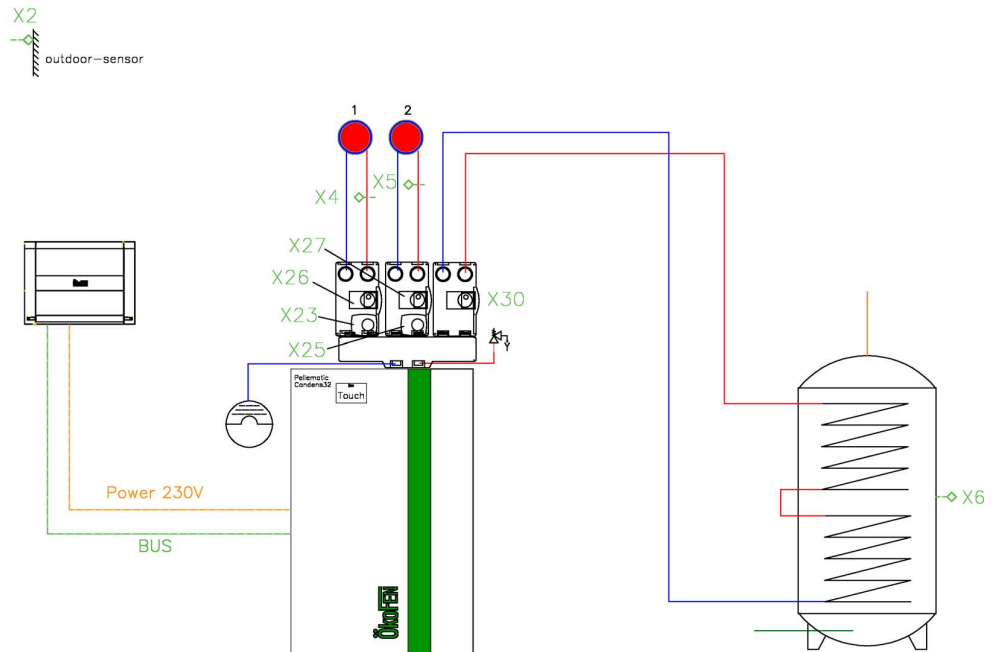 X2
outdoor-sensor
1
2
X4
X5
X27
X26
X30
X23
X25
Pellematic
Condens32
Touch
Power 230V
X6
BUS
ÖkoFEN